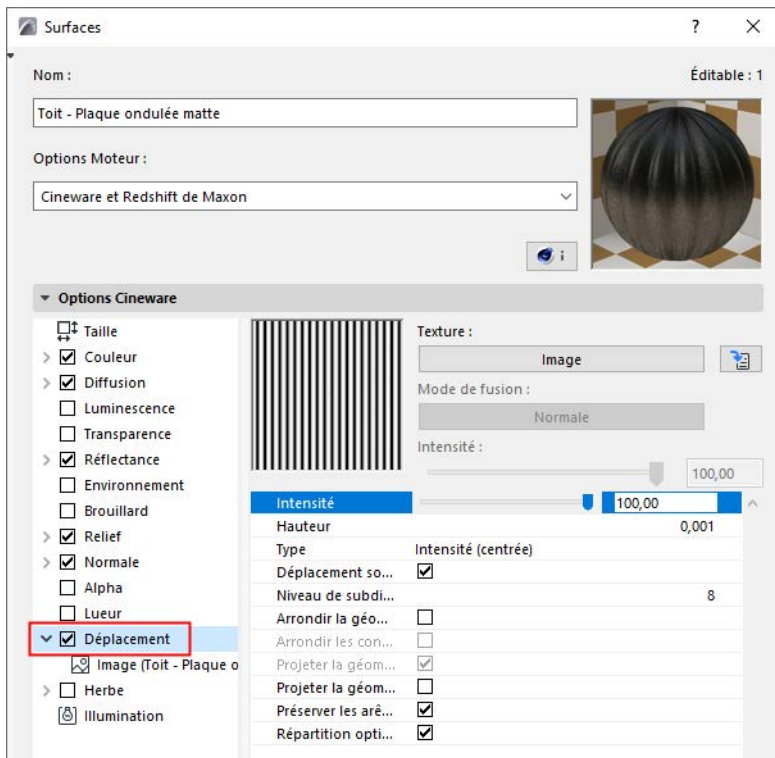 Surfaces
? ×
Nom :
Éditable : 1
Toit - Plaque ondulée matte
Options Moteur :
Cineware et Redshift de Maxon
i
Options Cineware
Taille
Couleur
Diffusion
Luminescence
Transparence
Réflectance
Environnement
Brouillard
Relief
Normale
Alpha
Lueur
Déplacement
Image (Toit - Plaque o
Herbe
Illumination
Texture :
Image
Mode de fusion :
Normale
Intensité :
100,00
Intensité 100,00
Hauteur 0,001
Type Intensité (centrée)
Déplacement so...
Niveau de subdi... 8
Arrondir la géo...
Arrondir les con...
Projeter la géom...
Projeter la géom...
Préserver les arê...
Répartition opti...